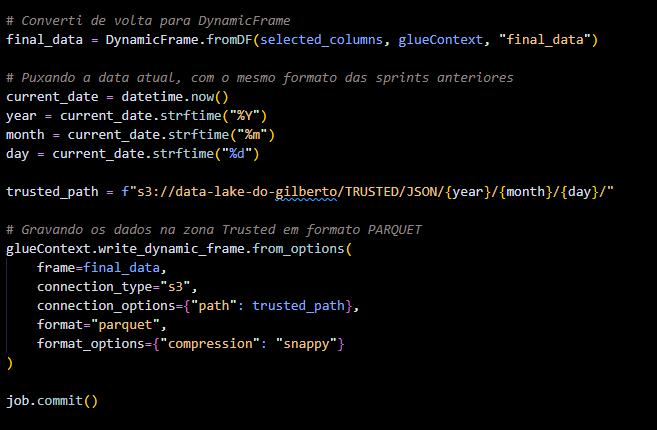 # Converti de volta para DynamicFrame
final_data = DynamicFrame.fromDF(selected_columns, glueContext, "final_data")
# Puxando a data atual, com o mesmo formato das sprints anteriores
current_date = datetime.now()
year = current_date.strftime("%Y")
month = current_date.strftime("%m")
day = current_date.strftime("%d")
trusted_path = f"s3://data-lake-do-gilberto/TRUSTED/JSON/{year}/{month}/{day}/"
# Gravando os dados na zona Trusted em formato PARQUET
glueContext.write_dynamic_frame.from_options(
    frame=final_data,
    connection_type="s3",
    connection_options={"path": trusted_path},
    format="parquet",
    format_options={"compression": "snappy"}
)
job.commit()